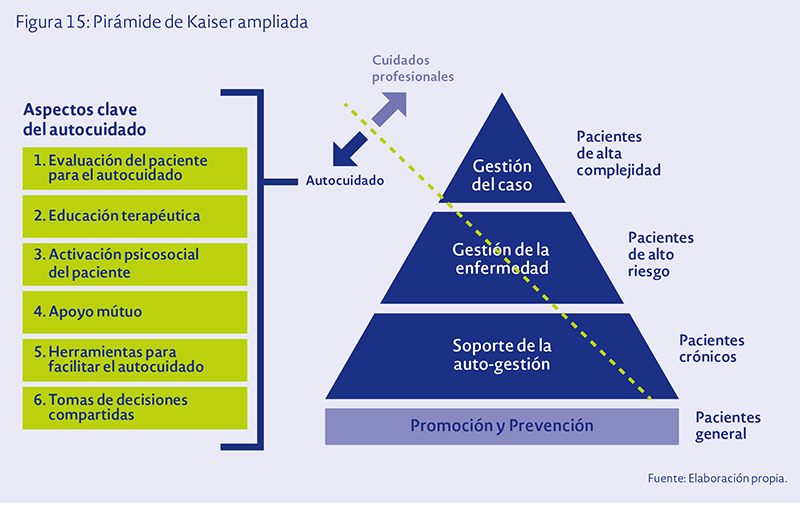 Figura 15: Pirámide de Kaiser ampliada
Cuidados
profesionales
Autocuidado
Aspectos clave
del autocuidado
1. Evaluación del paciente
para el autocuidado
2. Educación terapéutica
3. Activación psicosocial
del paciente
4. Apoyo mútuo
5. Herramientas para
facilitar el autocuidado
6. Tomas de decisiones
compartidas
Gestión
del caso
Pacientes
de alta
complejidad
Gestión de la
enfermedad
Pacientes
de alto
riesgo
Soporte de la
auto-gestión
Pacientes
crónicos
Promoción y Prevención
Pacientes
general
Fuente: Elaboración propia.